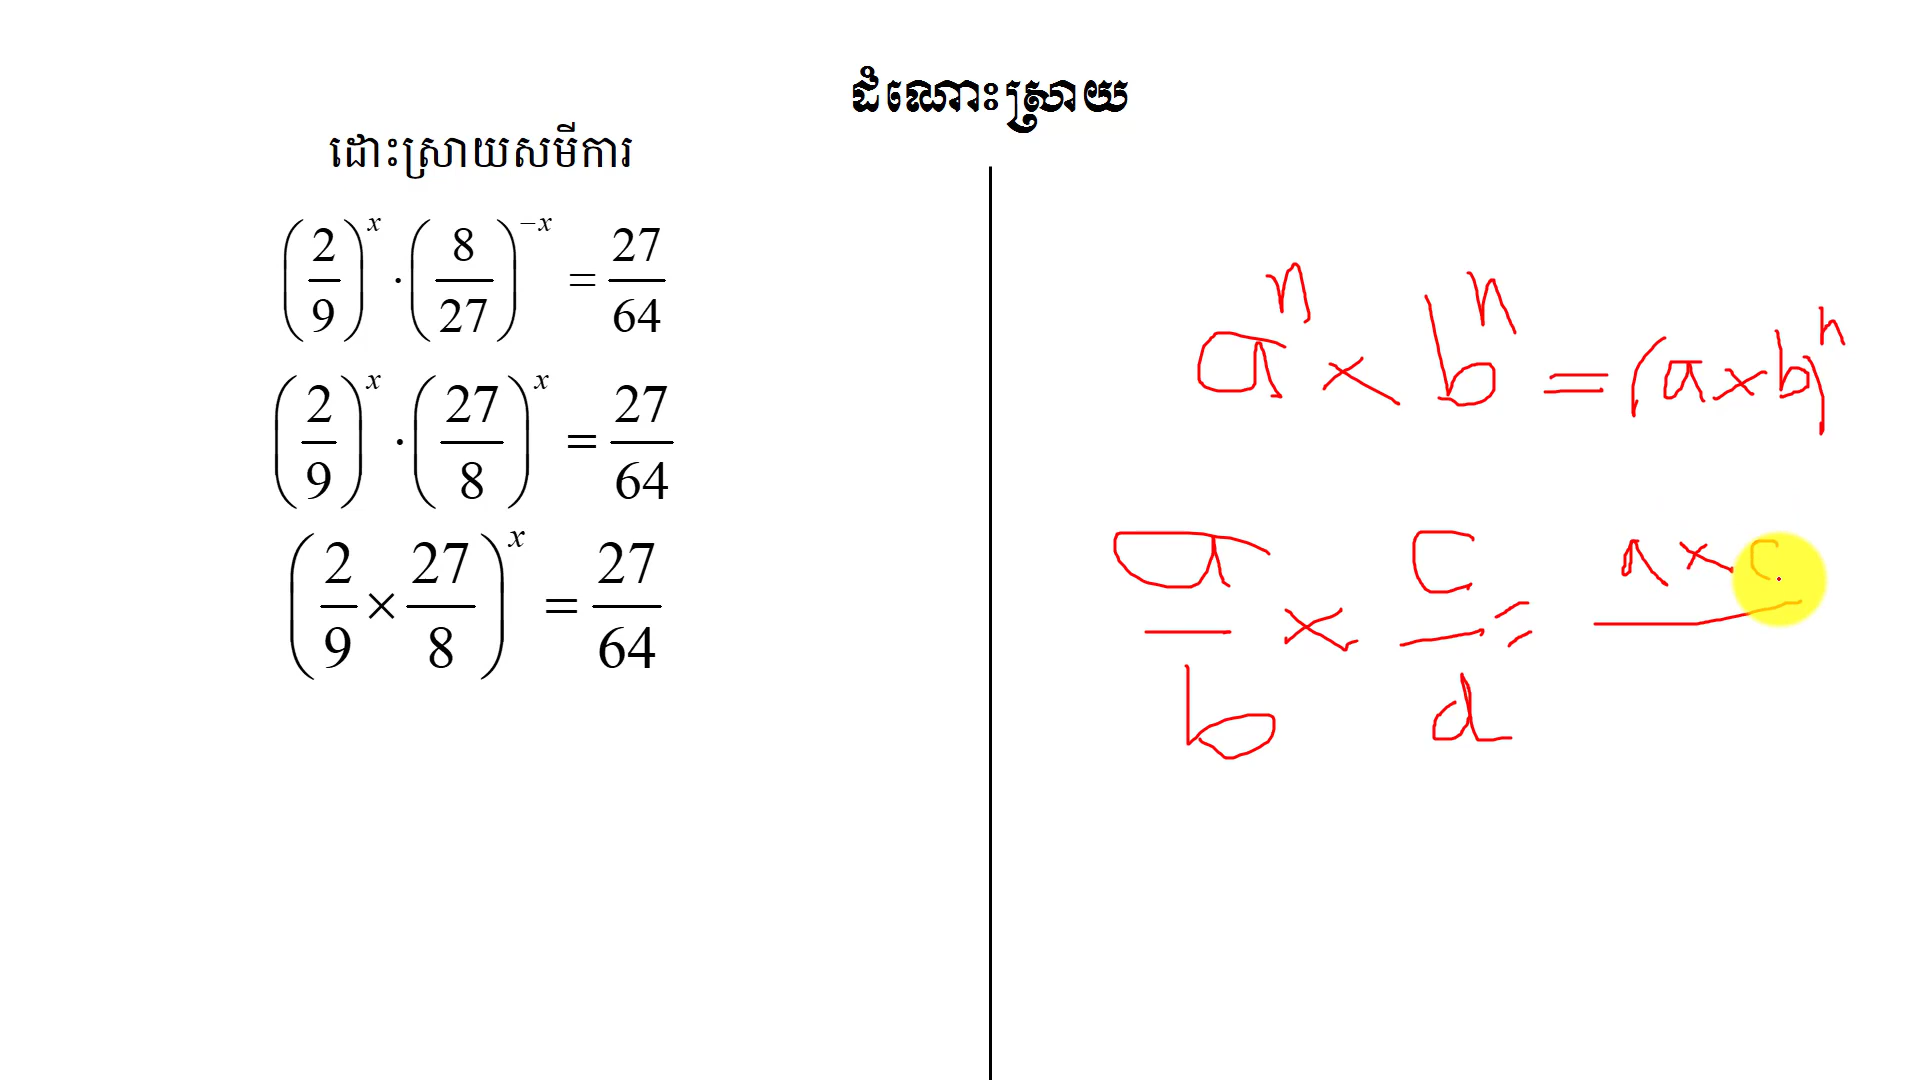 ដំណោះស្រាយ
ដោះស្រាយសមីការ
(2/9)^x · (8/27)^(−x) = 27/64
(2/9)^x · (27/8)^x = 27/64
(2/9 × 27/8)^x = 27/64
a^n × b^n = (a×b)^n
a/b × c/d = a×c/